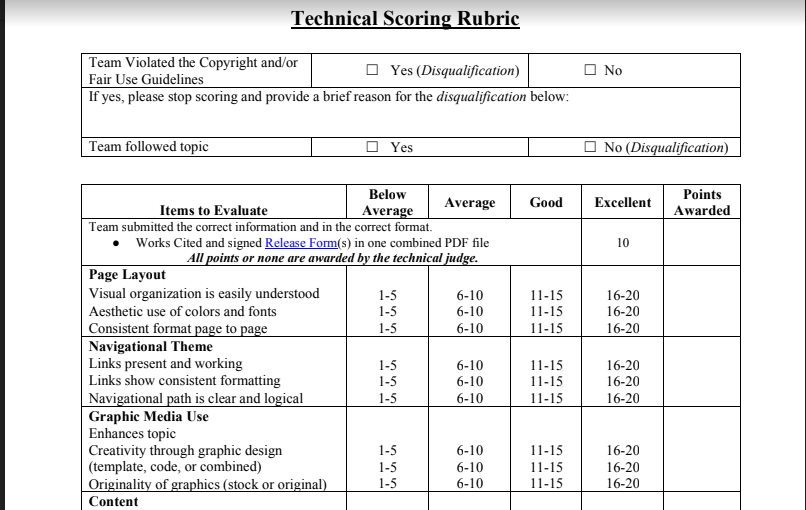 Technical Scoring Rubric
Team Violated the Copyright and/or Fair Use Guidelines ☐ Yes (Disqualification) ☐ No
If yes, please stop scoring and provide a brief reason for the disqualification below:
Team followed topic ☐ Yes ☐ No (Disqualification)
Items to Evaluate Below Average Average Good Excellent Points Awarded
Team submitted the correct information and in the correct format.
● Works Cited and signed Release Form(s) in one combined PDF file 10
All points or none are awarded by the technical judge.
Page Layout
Visual organization is easily understood 1-5 6-10 11-15 16-20
Aesthetic use of colors and fonts 1-5 6-10 11-15 16-20
Consistent format page to page 1-5 6-10 11-15 16-20
Navigational Theme
Links present and working 1-5 6-10 11-15 16-20
Links show consistent formatting 1-5 6-10 11-15 16-20
Navigational path is clear and logical 1-5 6-10 11-15 16-20
Graphic Media Use
Enhances topic
Creativity through graphic design 1-5 6-10 11-15 16-20
(template, code, or combined) 1-5 6-10 11-15 16-20
Originality of graphics (stock or original) 1-5 6-10 11-15 16-20
Content